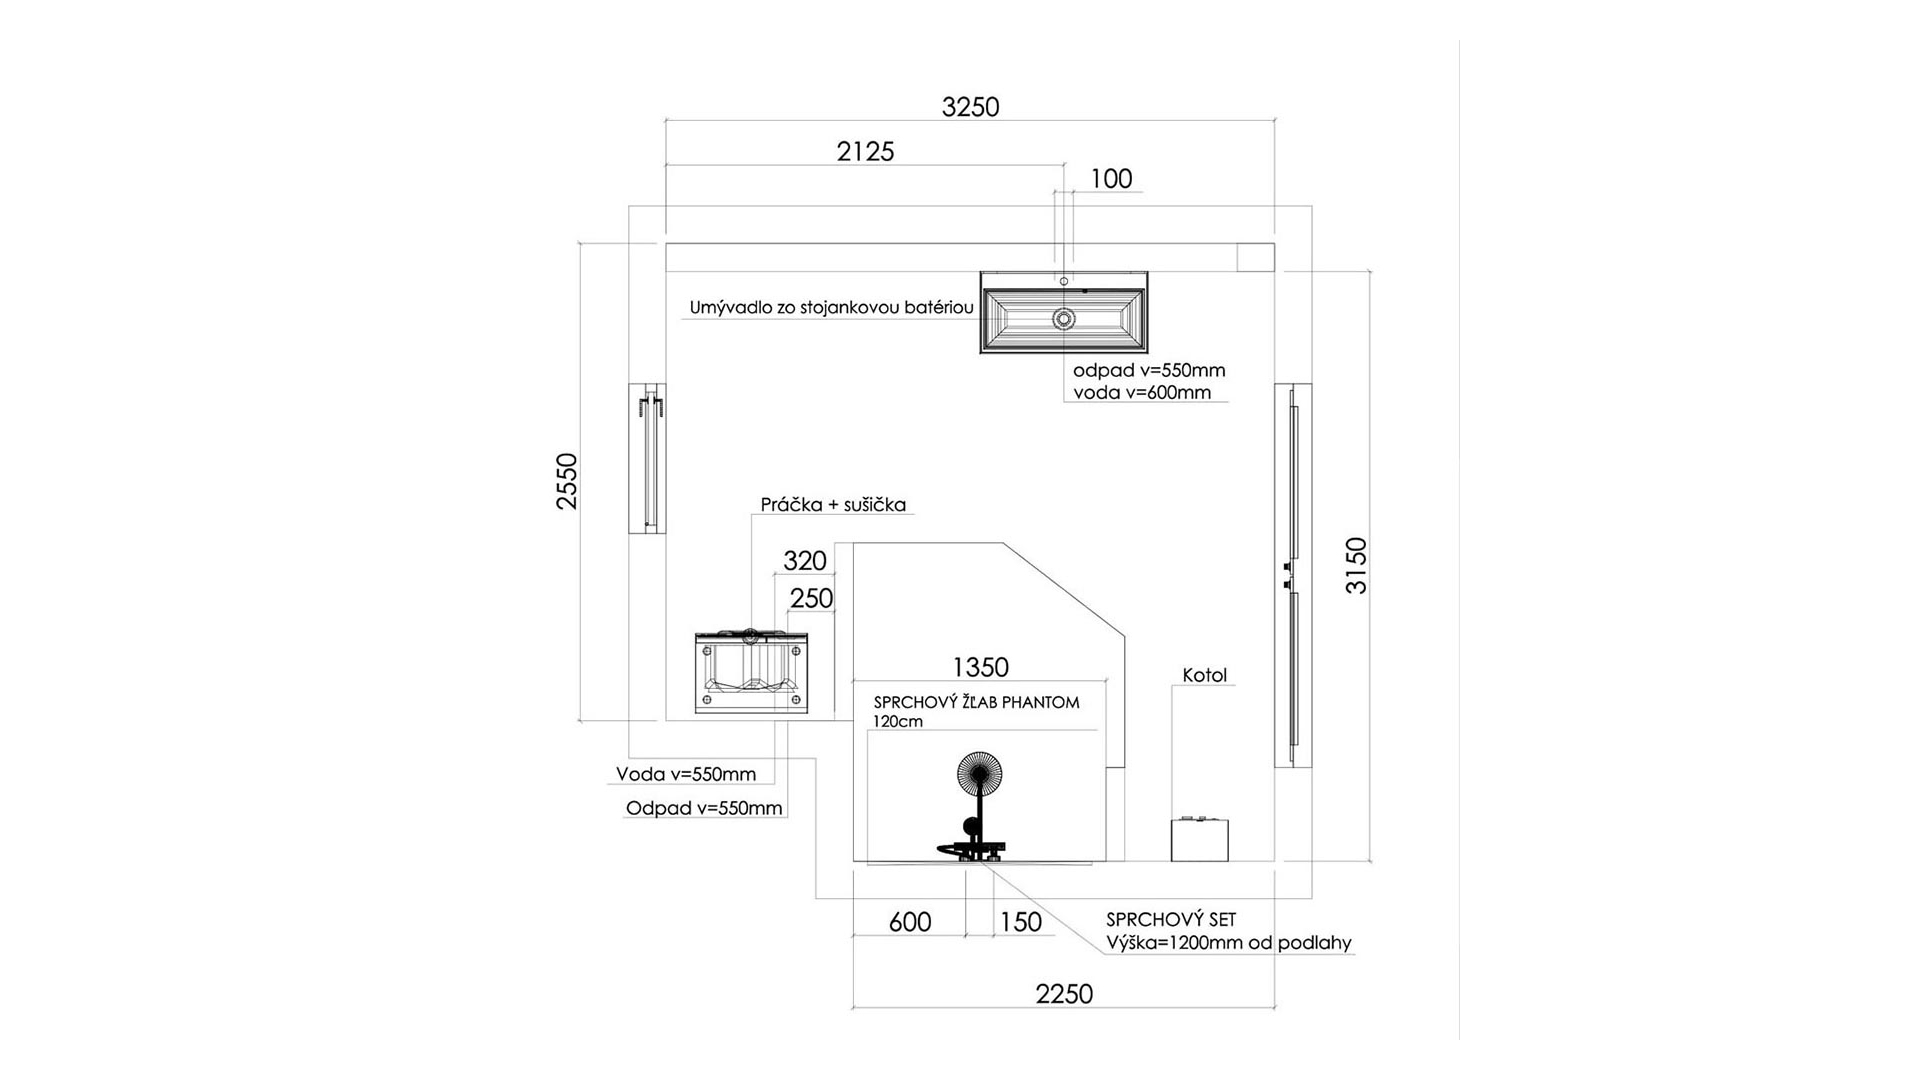 3250
2125
100
Umývadlo zo stojankovou batériou
odpad v=550mm
voda v=600mm
2550
Práčka + sušička
320
250
3150
1350
Kotol
SPRCHOVÝ ŽĽAB PHANTOM
120cm
Voda v=550mm
Odpad v=550mm
600
150
SPRCHOVÝ SET
Výška=1200mm od podlahy
2250